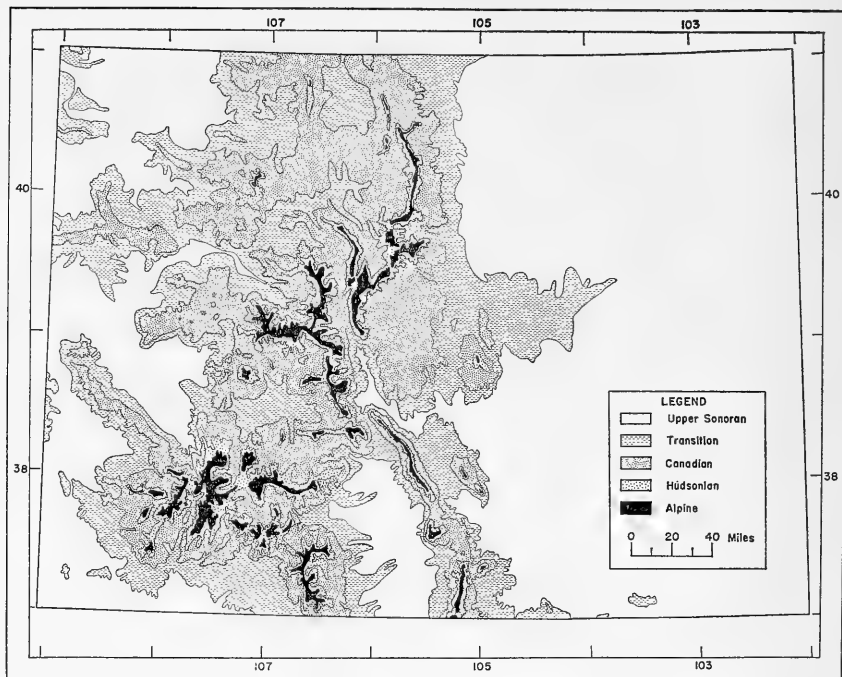 107 105 103
40 40
38 38
LEGEND
Upper Sonoran
Transition
Canadian
Hudsonian
Alpine
0 20 40 Miles
107 105 103